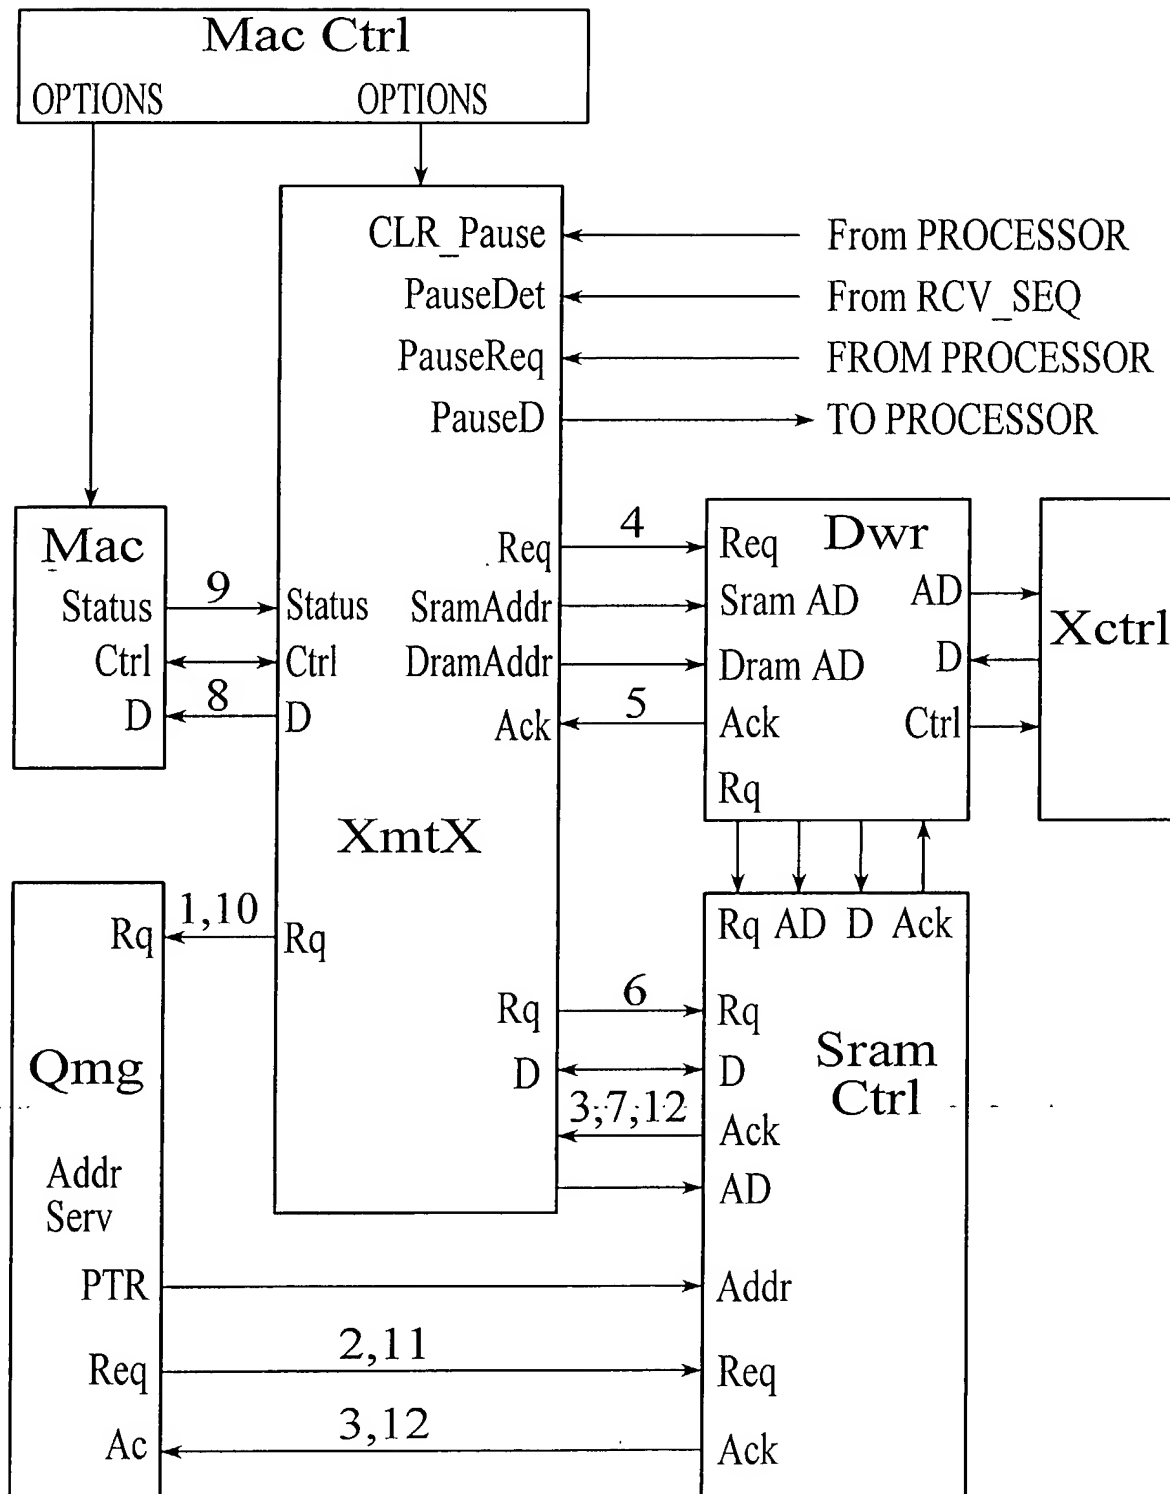 Mac Ctrl
OPTIONS OPTIONS
CLR_Pause From PROCESSOR
PauseDet From RCV_SEQ
PauseReq FROM PROCESSOR
PauseD TO PROCESSOR
Mac
Status 9 Status
Ctrl Ctrl
D 8 D
Req 4 Req
SramAddr Sram AD
DramAddr Dram AD
Ack 5 Ack
Rq
Dwr
AD
D
Ctrl
Xctrl
XmtX
Rq 1,10 Rq
Rq AD D Ack
Rq 6 Rq
D D
3,7,12 Ack
AD
Sram
Ctrl
Qmg
Addr
Serv
PTR Addr
Req 2,11 Req
Ac 3,12 Ack